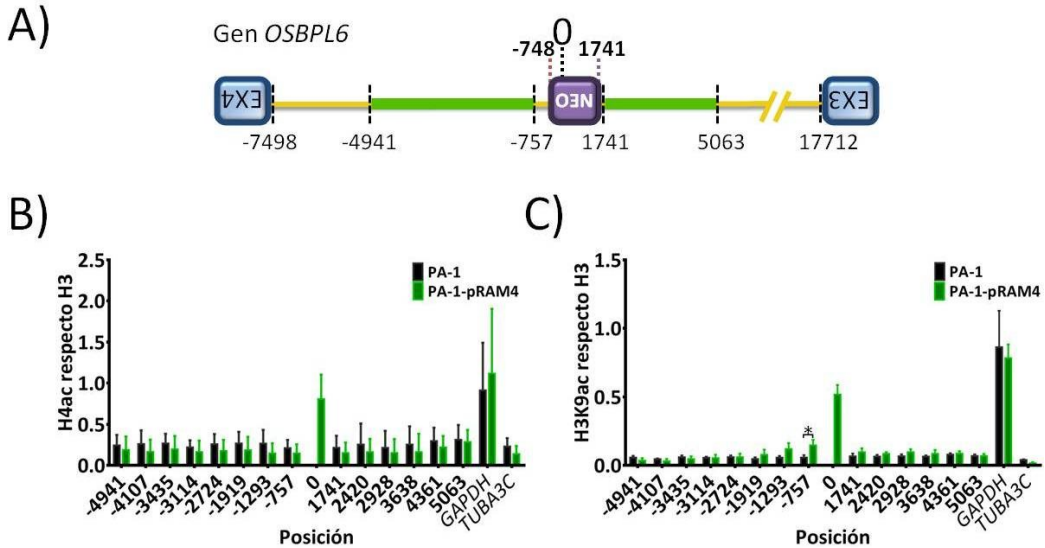 A)
Gen OSBPL6
0
-748 1741
EX4 NEO EX3
-7498 -4941 -757 1741 5063 17712
B)
H4ac respecto H3
2.5
2.0
1.5
1.0
0.5
0.0
PA-1
PA-1-pRAM4
-4941 -4107 -3435 -3114 -2724 -1919 -1293 -757 0 1741 2420 2928 3638 4361 5063 GAPDH TUBA3C
Posición
C)
H3K9ac respecto H3
1.5
1.0
0.5
0.0
PA-1
PA-1-pRAM4
*
-4941 -4107 -3435 -3114 -2724 -1919 -1293 -757 0 1741 2420 2928 3638 4361 5063 GAPDH TUBA3C
Posición